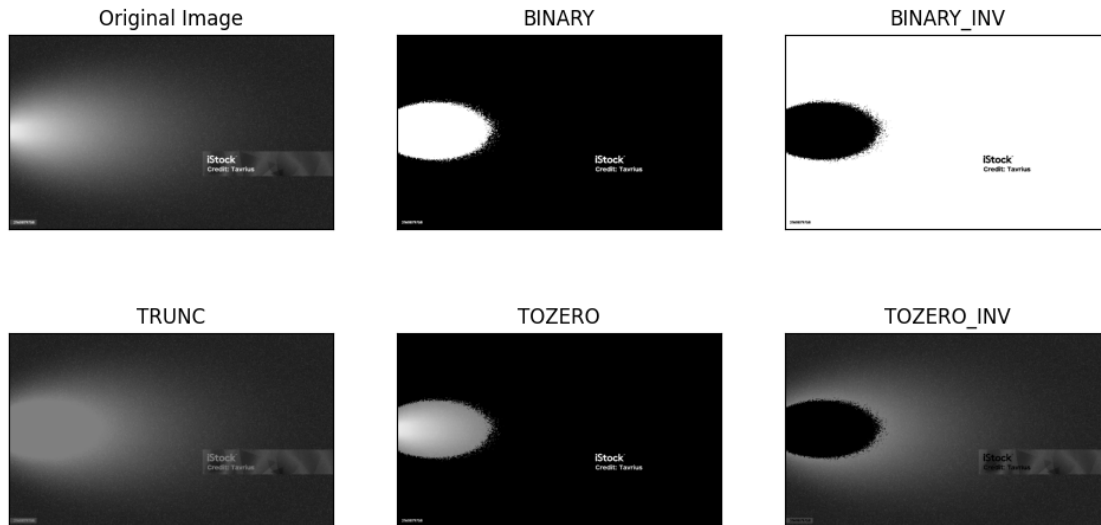 Original Image
BINARY
BINARY_INV
iStock
Credit: Tavrius
iStock
Credit: Tavrius
iStock
Credit: Tavrius
TRUNC
TOZERO
TOZERO_INV
iStock
Credit: Tavrius
iStock
Credit: Tavrius
iStock
Credit: Tavrius